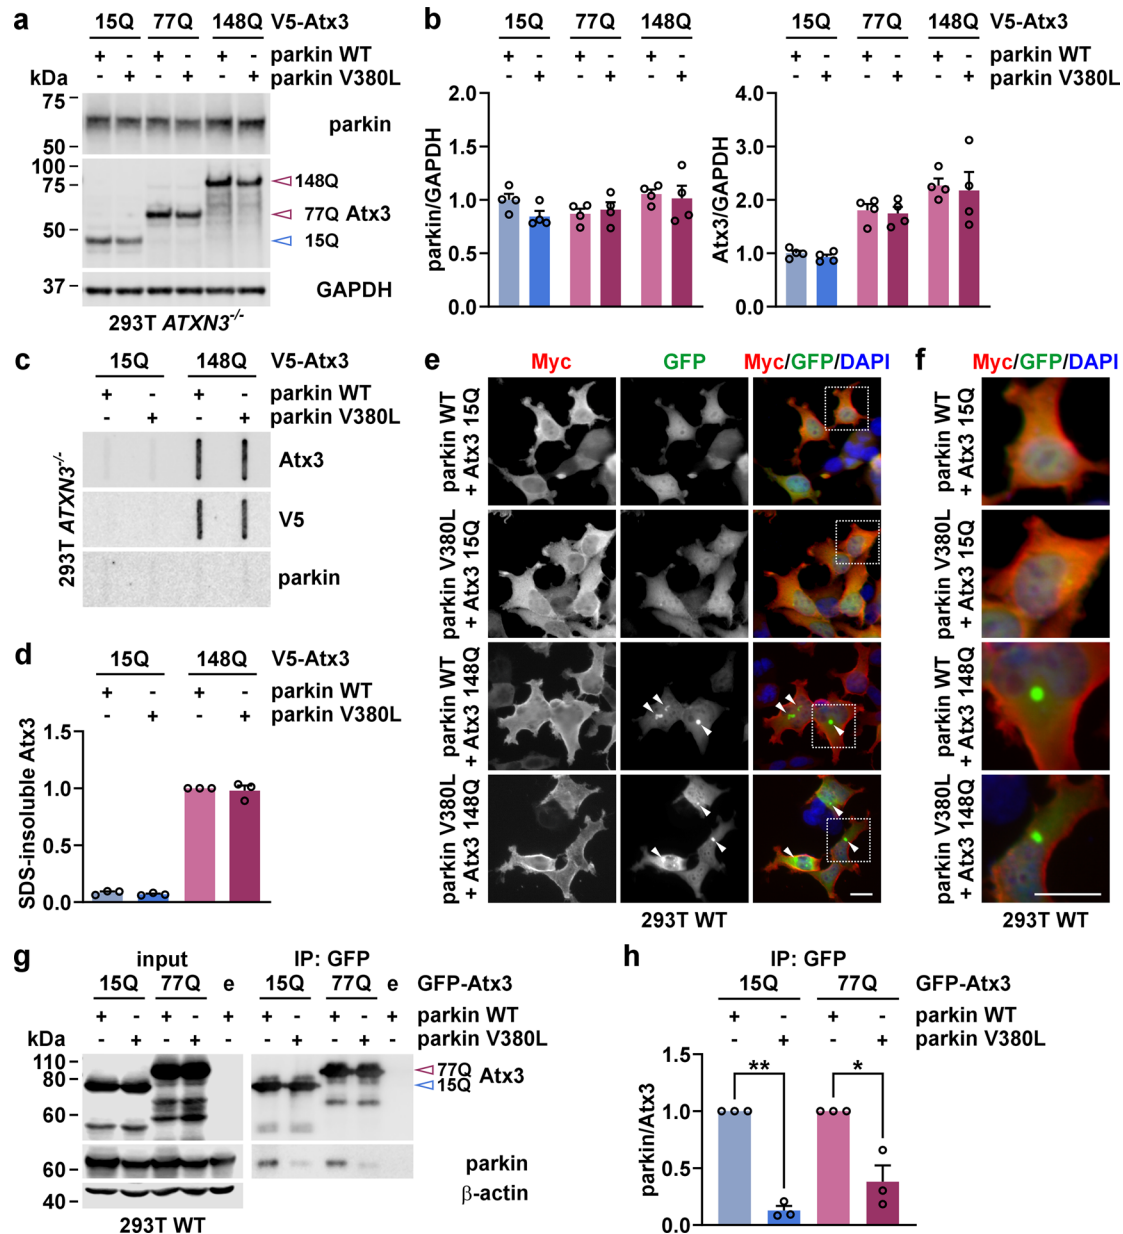 a
15Q 77Q 148Q V5-Atx3
+ - + - + - parkin WT
kDa - + - + - + parkin V380L
75
50
parkin
100
75
50
148Q
77Q Atx3
15Q
37
GAPDH
293T ATXN3-/-
b
15Q 77Q 148Q
+ - + - + -
- + - + - +
parkin/GAPDH
2.0
1.5
1.0
0.5
0.0
15Q 77Q 148Q V5-Atx3
+ - + - + - parkin WT
- + - + - + parkin V380L
Atx3/GAPDH
4.0
3.0
2.0
1.0
0.0
c
15Q 148Q V5-Atx3
+ - + - parkin WT
- + - + parkin V380L
293T ATXN3-/-
Atx3
V5
parkin
d
15Q 148Q V5-Atx3
+ - + - parkin WT
- + - + parkin V380L
SDS-insoluble Atx3
1.5
1.0
0.5
0.0
e
Myc GFP Myc/GFP/DAPI
parkin WT
+ Atx3 15Q
parkin V380L
+ Atx3 15Q
parkin WT
+ Atx3 148Q
parkin V380L
+ Atx3 148Q
293T WT
f
Myc/GFP/DAPI
parkin WT
+ Atx3 15Q
parkin V380L
+ Atx3 15Q
parkin WT
+ Atx3 148Q
parkin V380L
+ Atx3 148Q
293T WT
g
input IP: GFP
15Q 77Q e 15Q 77Q e GFP-Atx3
+ - + - + + - + - + parkin WT
kDa - + - + - - + - + - parkin V380L
110
80
60
77Q
15Q Atx3
60
parkin
40
β-actin
293T WT
h
IP: GFP
15Q 77Q GFP-Atx3
+ - + - parkin WT
- + - + parkin V380L
parkin/Atx3
1.5
1.0
0.5
0.0
** *